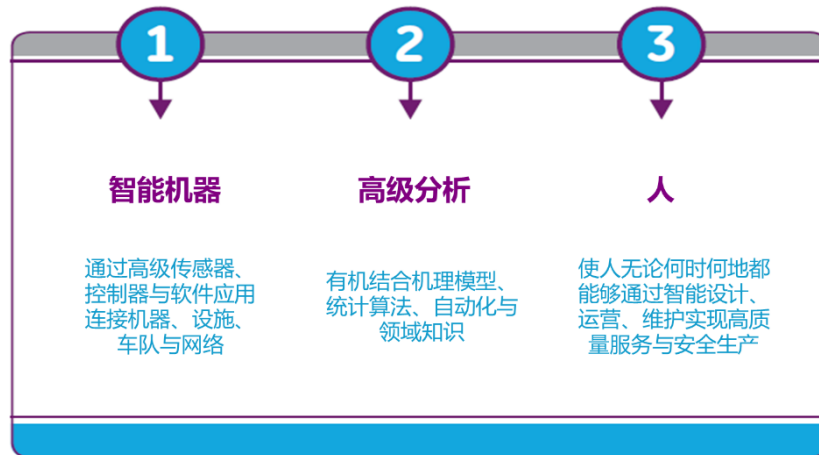 1
2
3
智能机器
高级分析
人
通过高级传感器、
控制器与软件应用
连接机器、设施、
车队与网络
有机结合机理模型、
统计算法、自动化与
领域知识
使人无论何时何地都
能够通过智能设计、
运营、维护实现高质
量服务与安全生产